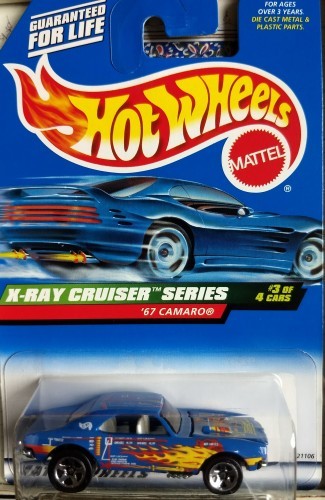 GUARANTEED
FOR LIFE
FOR AGES
OVER 3 YEARS.
DIE CAST METAL &
PLASTIC PARTS.
HOT WHEELS
®
MATTEL
X-RAY CRUISER™ SERIES
#3 OF
4 CARS
'67 CAMARO®
21106